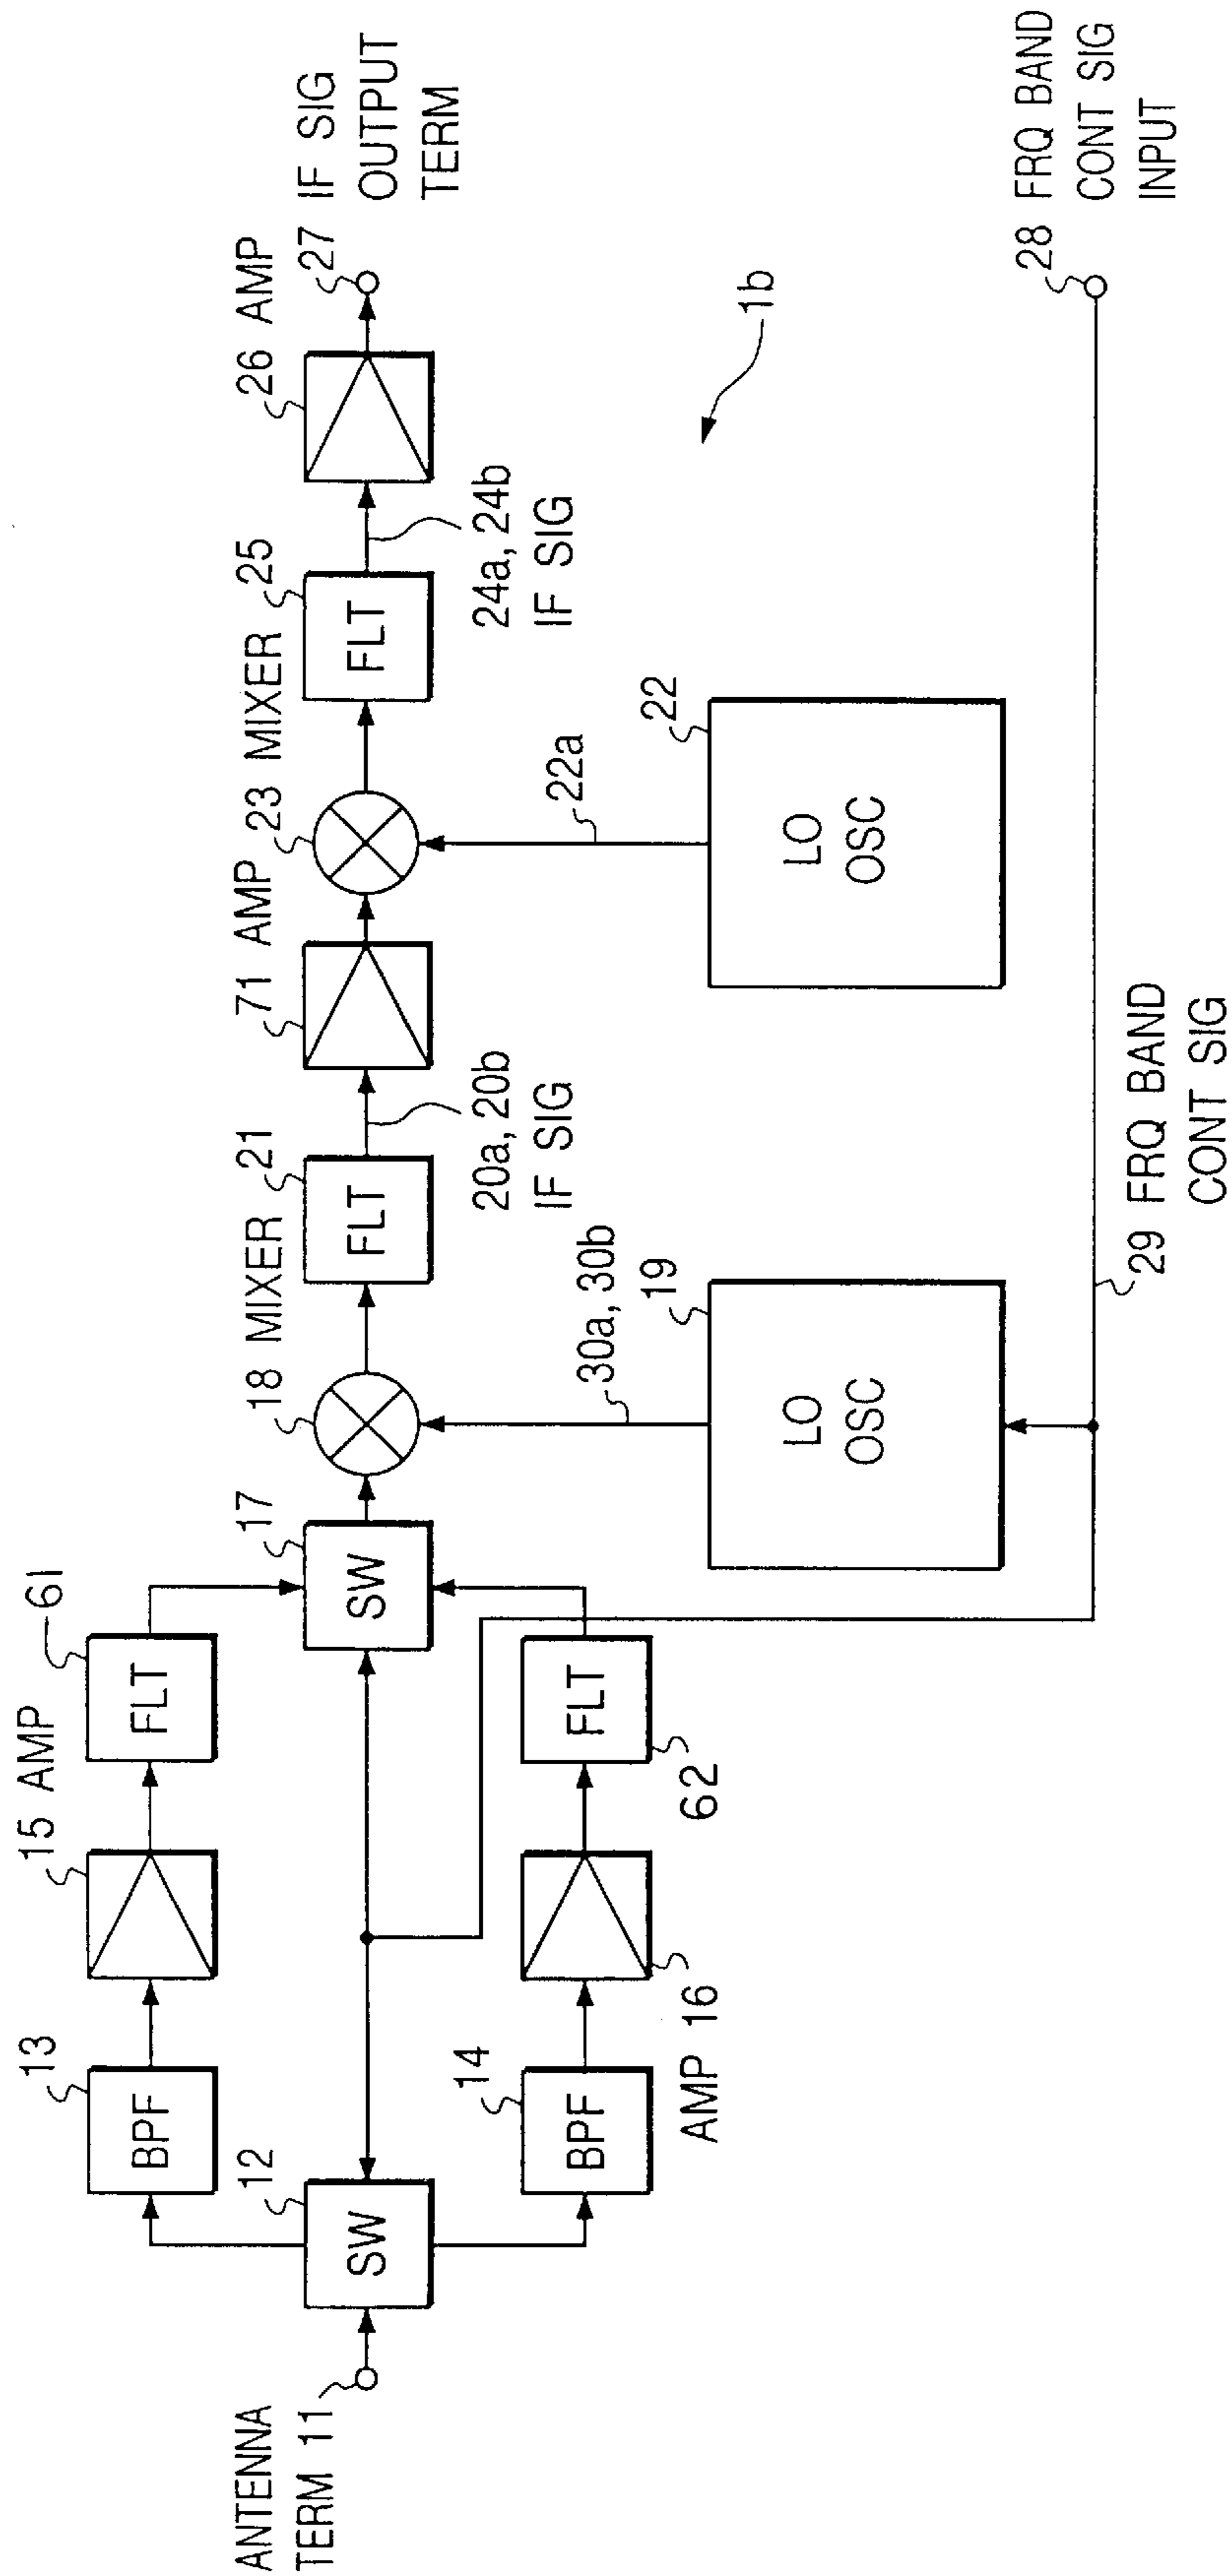 ANTENNA
TERM 11
12
SW
13
BPF
15 AMP
61
FLT
14
BPF
AMP 16
62
FLT
17
SW
18 MIXER
21
FLT
20a, 20b
IF SIG
71 AMP
23 MIXER
25
FLT
24a, 24b
IF SIG
26 AMP
27 IF SIG
OUTPUT
TERM
30a, 30b
19
LO
OSC
22a
22
LO
OSC
1b
29 FRQ BAND
CONT SIG
28 FRQ BAND
CONT SIG
INPUT